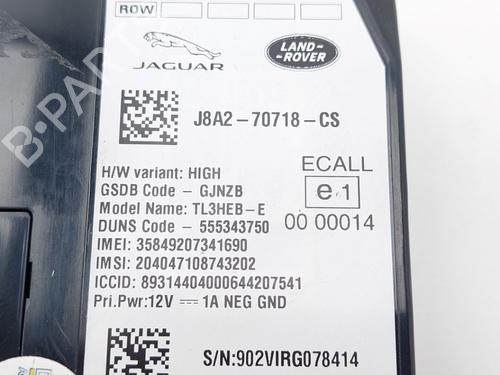 ROW
JAGUAR
LAND-
ROVER
J8A2-70718-CS
H/W variant: HIGH
GSDB Code - GJNZB
Model Name: TL3HEB-E
DUNS Code - 555343750
IMEI: 35849207341690
IMSI: 204047108743202
ICCID: 89314404000644207541
Pri.Pwr:12V 1A NEG GND
ECALL
e1
00 00014
S/N:902VIRG078414
B-PARTS